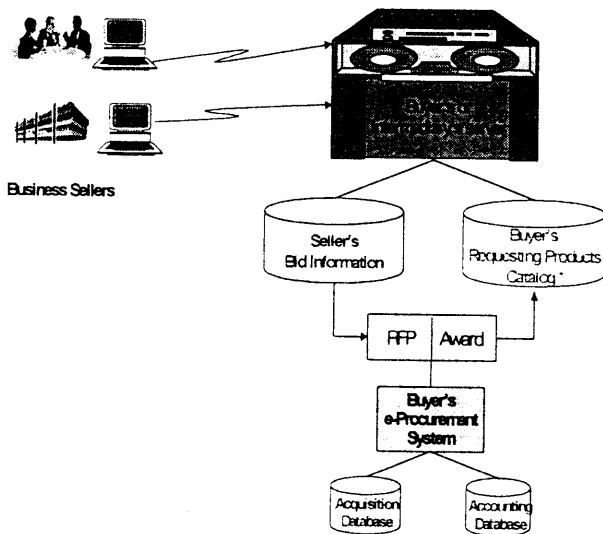 Business Sellers
Seller's
Bid Information
Buyer's
Requesting Products
Catalog *
RFP
Award
Buyer's
e-Procurement
System
Acquisition
Database
Accounting
Database